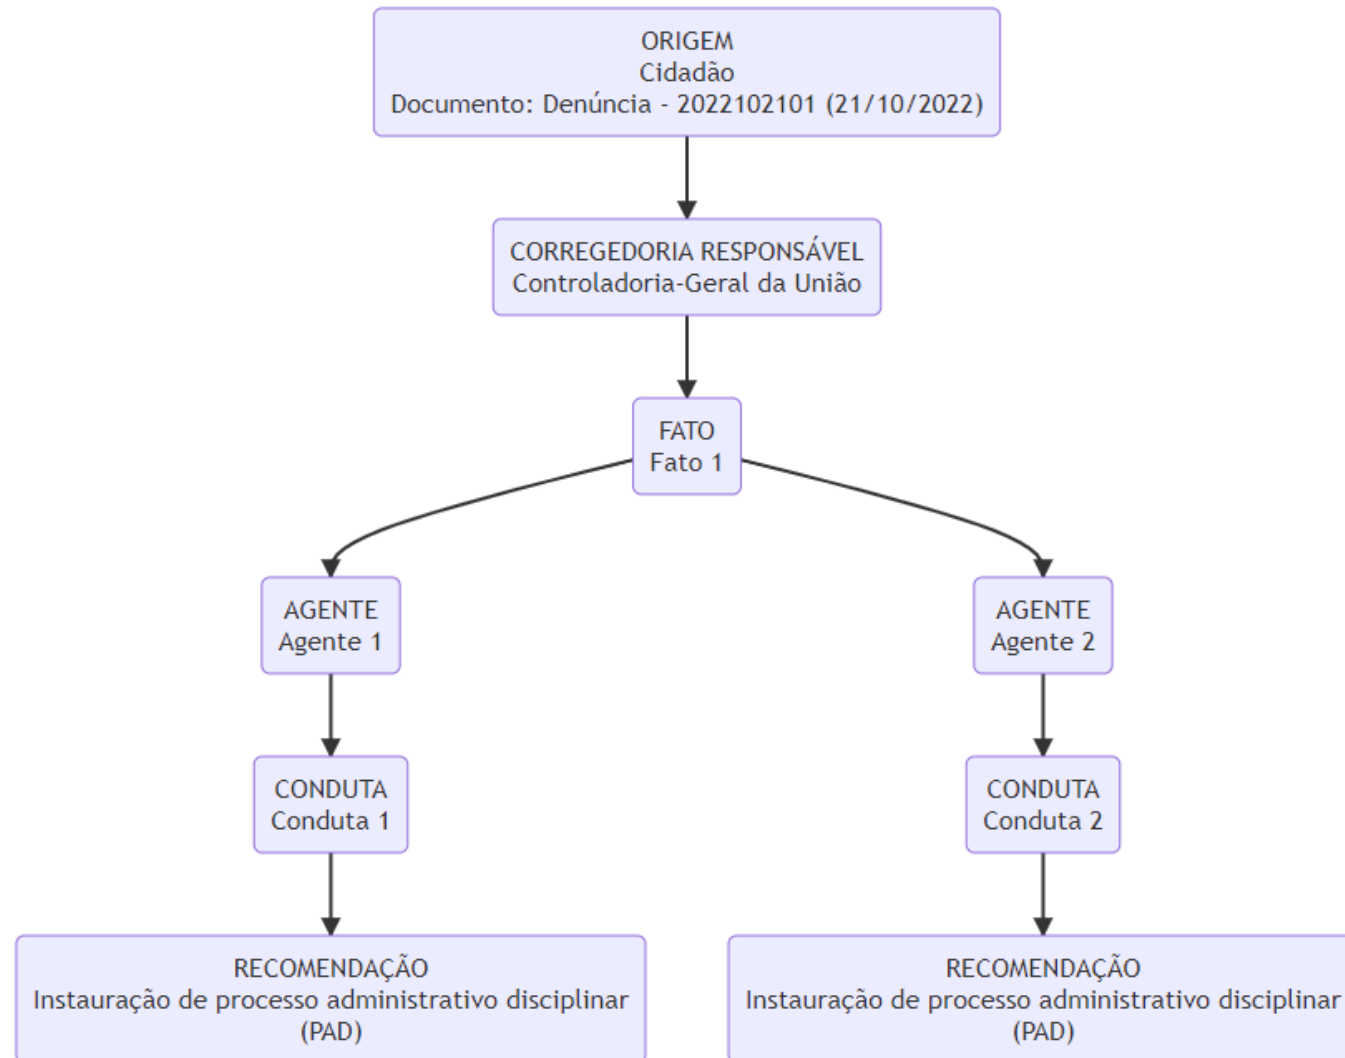 ORIGEM
Cidadão
Documento: Denúncia - 2022102101 (21/10/2022)
CORREGEDORIA RESPONSÁVEL
Controladoria-Geral da União
FATO
Fato 1
AGENTE
Agente 1
AGENTE
Agente 2
CONDUTA
Conduta 1
CONDUTA
Conduta 2
RECOMENDAÇÃO
Instauração de processo administrativo disciplinar
(PAD)
RECOMENDAÇÃO
Instauração de processo administrativo disciplinar
(PAD)